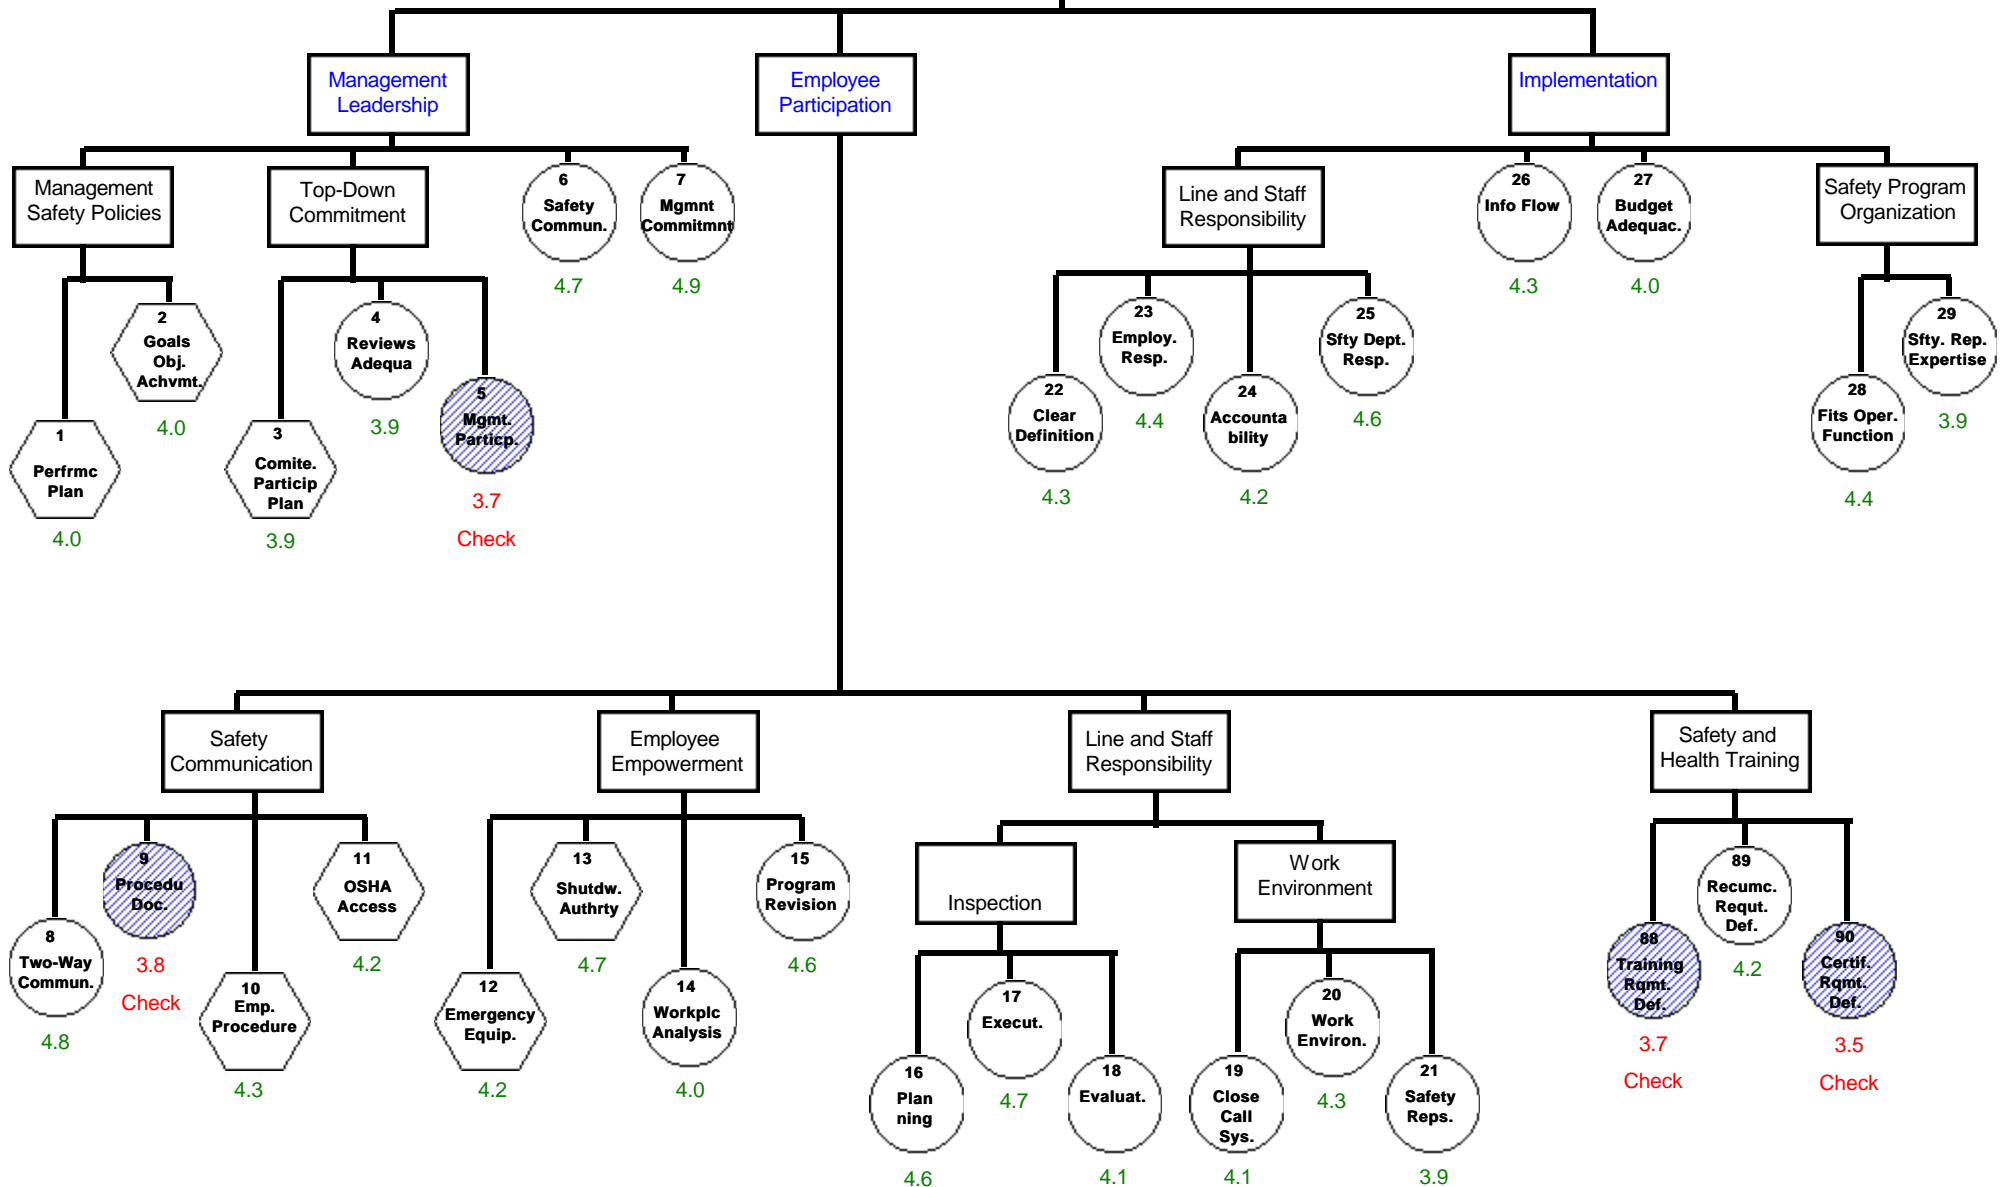 Management
Leadership
Employee
Participation
Implementation
Management
Safety Policies
Top-Down
Commitment
6
Safety
Commun.
4.7
7
Mgmnt
Commitmnt
4.9
Line and Staff
Responsibility
26
Info Flow
4.3
27
Budget
Adequac.
4.0
Safety Program
Organization
1
Perfrmc
Plan
4.0
2
Goals
Obj.
Achvmt.
4.0
3
Comite.
Particip
Plan
3.9
4
Reviews
Adequa
3.9
5
Mgmt.
Particp.
3.7
Check
22
Clear
Definition
4.3
23
Employ.
Resp.
4.4
24
Accounta
bility
4.2
25
Sfty Dept.
Resp.
4.6
28
Fits Oper.
Function
4.4
29
Sfty. Rep.
Expertise
3.9
Safety
Communication
Employee
Empowerment
Line and Staff
Responsibility
Safety and
Health Training
8
Two-Way
Commun.
4.8
9
Procedu
Doc.
3.8
Check
10
Emp.
Procedure
4.3
11
OSHA
Access
4.2
12
Emergency
Equip.
4.2
13
Shutdw.
Authrty
4.7
14
Workplc
Analysis
4.0
15
Program
Revision
4.6
Inspection
Work
Environment
16
Plan
ning
4.6
17
Execut.
4.7
18
Evaluat.
4.1
19
Close
Call
Sys.
4.1
20
Work
Environ.
4.3
21
Safety
Reps.
3.9
88
Training
Rqmt.
Def.
3.7
Check
89
Recumc.
Requt.
Def.
4.2
90
Certif.
Rqmt.
Def.
3.5
Check